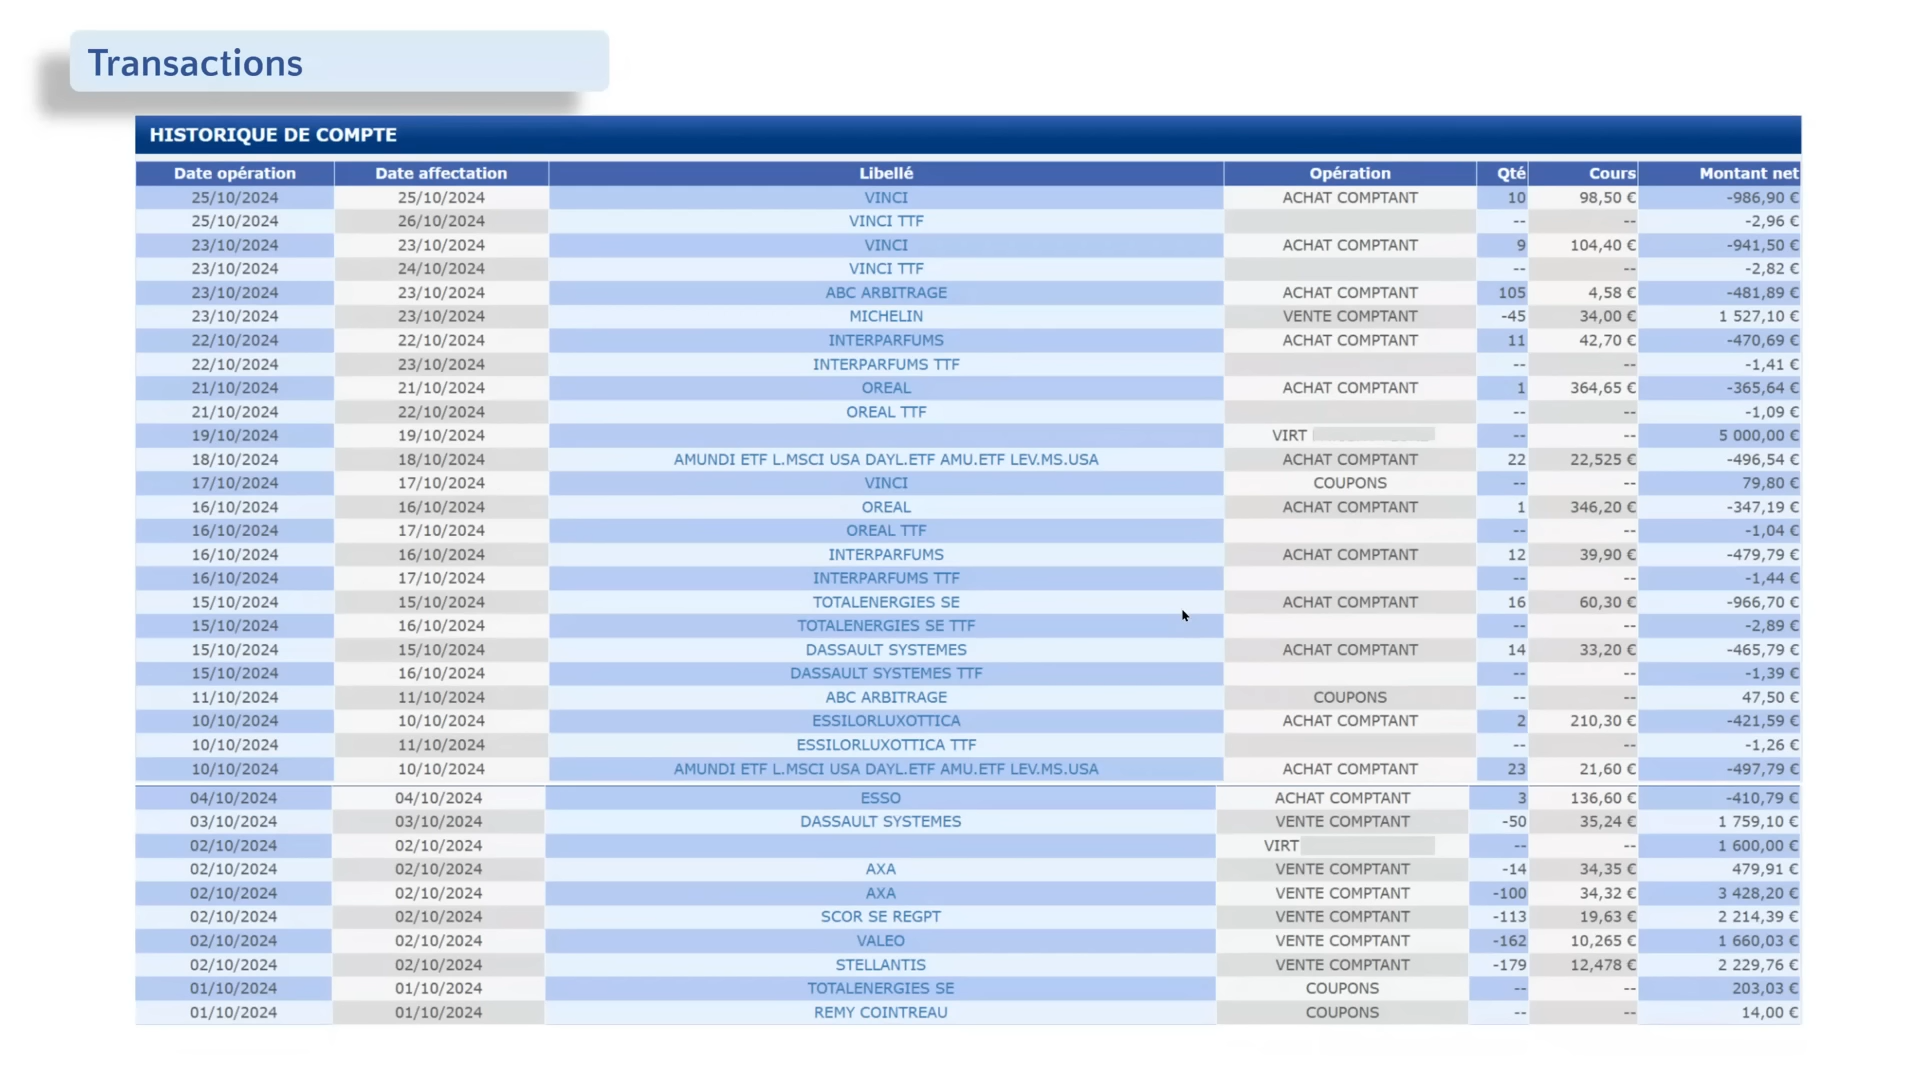 Transactions
HISTORIQUE DE COMPTE
Date opération Date affectation Libellé Opération Qté Cours Montant net
25/10/2024 25/10/2024 VINCI ACHAT COMPTANT 10 98,50 € -986,90 €
25/10/2024 26/10/2024 VINCI TTF -- -- -2,96 €
23/10/2024 23/10/2024 VINCI ACHAT COMPTANT 9 104,40 € -941,50 €
23/10/2024 24/10/2024 VINCI TTF -- -- -2,82 €
23/10/2024 23/10/2024 ABC ARBITRAGE ACHAT COMPTANT 105 4,58 € -481,89 €
23/10/2024 23/10/2024 MICHELIN VENTE COMPTANT -45 34,00 € 1 527,10 €
22/10/2024 22/10/2024 INTERPARFUMS ACHAT COMPTANT 11 42,70 € -470,69 €
22/10/2024 23/10/2024 INTERPARFUMS TTF -- -- -1,41 €
21/10/2024 21/10/2024 OREAL ACHAT COMPTANT 1 364,65 € -365,64 €
21/10/2024 22/10/2024 OREAL TTF -- -- -1,09 €
19/10/2024 19/10/2024 VIRT -- -- 5 000,00 €
18/10/2024 18/10/2024 AMUNDI ETF L.MSCI USA DAYL.ETF AMU.ETF LEV.MS.USA ACHAT COMPTANT 22 22,525 € -496,54 €
17/10/2024 17/10/2024 VINCI COUPONS -- -- 79,80 €
16/10/2024 16/10/2024 OREAL ACHAT COMPTANT 1 346,20 € -347,19 €
16/10/2024 17/10/2024 OREAL TTF -- -- -1,04 €
16/10/2024 16/10/2024 INTERPARFUMS ACHAT COMPTANT 12 39,90 € -479,79 €
16/10/2024 17/10/2024 INTERPARFUMS TTF -- -- -1,44 €
15/10/2024 15/10/2024 TOTALENERGIES SE ACHAT COMPTANT 16 60,30 € -966,70 €
15/10/2024 16/10/2024 TOTALENERGIES SE TTF -- -- -2,89 €
15/10/2024 15/10/2024 DASSAULT SYSTEMES ACHAT COMPTANT 14 33,20 € -465,79 €
15/10/2024 16/10/2024 DASSAULT SYSTEMES TTF -- -- -1,39 €
11/10/2024 11/10/2024 ABC ARBITRAGE COUPONS -- -- 47,50 €
10/10/2024 10/10/2024 ESSILORLUXOTTICA ACHAT COMPTANT 2 210,30 € -421,59 €
10/10/2024 11/10/2024 ESSILORLUXOTTICA TTF -- -- -1,26 €
10/10/2024 10/10/2024 AMUNDI ETF L.MSCI USA DAYL.ETF AMU.ETF LEV.MS.USA ACHAT COMPTANT 23 21,60 € -497,79 €
04/10/2024 04/10/2024 ESSO ACHAT COMPTANT 3 136,60 € -410,79 €
03/10/2024 03/10/2024 DASSAULT SYSTEMES VENTE COMPTANT -50 35,24 € 1 759,10 €
02/10/2024 02/10/2024 VIRT -- -- 1 600,00 €
02/10/2024 02/10/2024 AXA VENTE COMPTANT -14 34,35 € 479,91 €
02/10/2024 02/10/2024 AXA VENTE COMPTANT -100 34,32 € 3 428,20 €
02/10/2024 02/10/2024 SCOR SE REGPT VENTE COMPTANT -113 19,63 € 2 214,39 €
02/10/2024 02/10/2024 VALEO VENTE COMPTANT -162 10,265 € 1 660,03 €
02/10/2024 02/10/2024 STELLANTIS VENTE COMPTANT -179 12,478 € 2 229,76 €
01/10/2024 01/10/2024 TOTALENERGIES SE COUPONS -- -- 203,03 €
01/10/2024 01/10/2024 REMY COINTREAU COUPONS -- -- 14,00 €